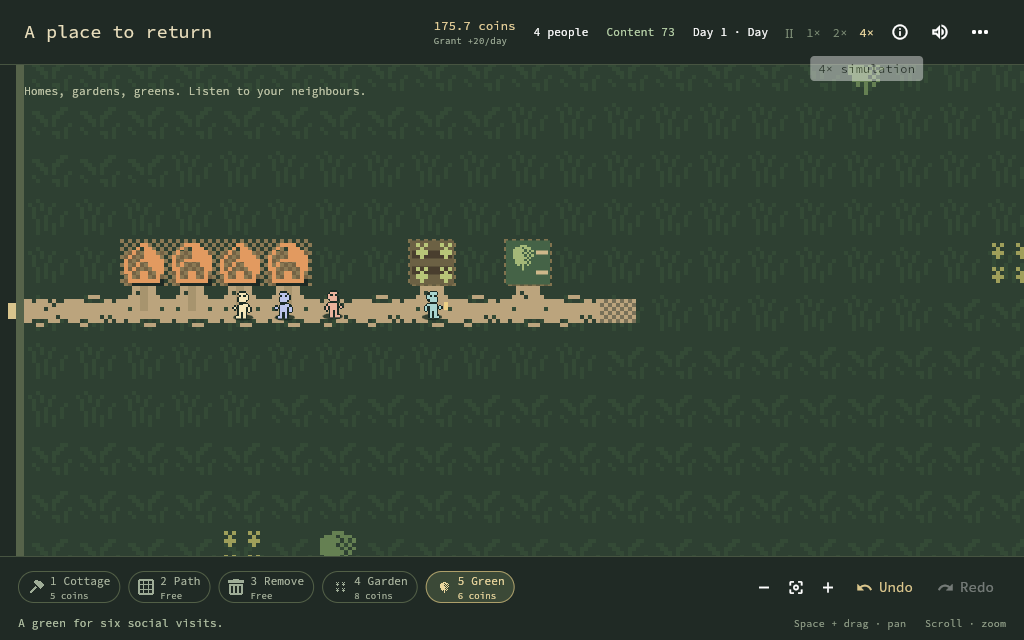 A place to return
175.7 coins
Grant +20/day
4 people
Content 73
Day 1 · Day
1×
2×
4×
4× simulation
Homes, gardens, greens. Listen to your neighbours.
1 Cottage
5 coins
2 Path
Free
3 Remove
Free
4 Garden
8 coins
5 Green
6 coins
Undo
Redo
A green for six social visits.
Space + drag · pan
Scroll · zoom